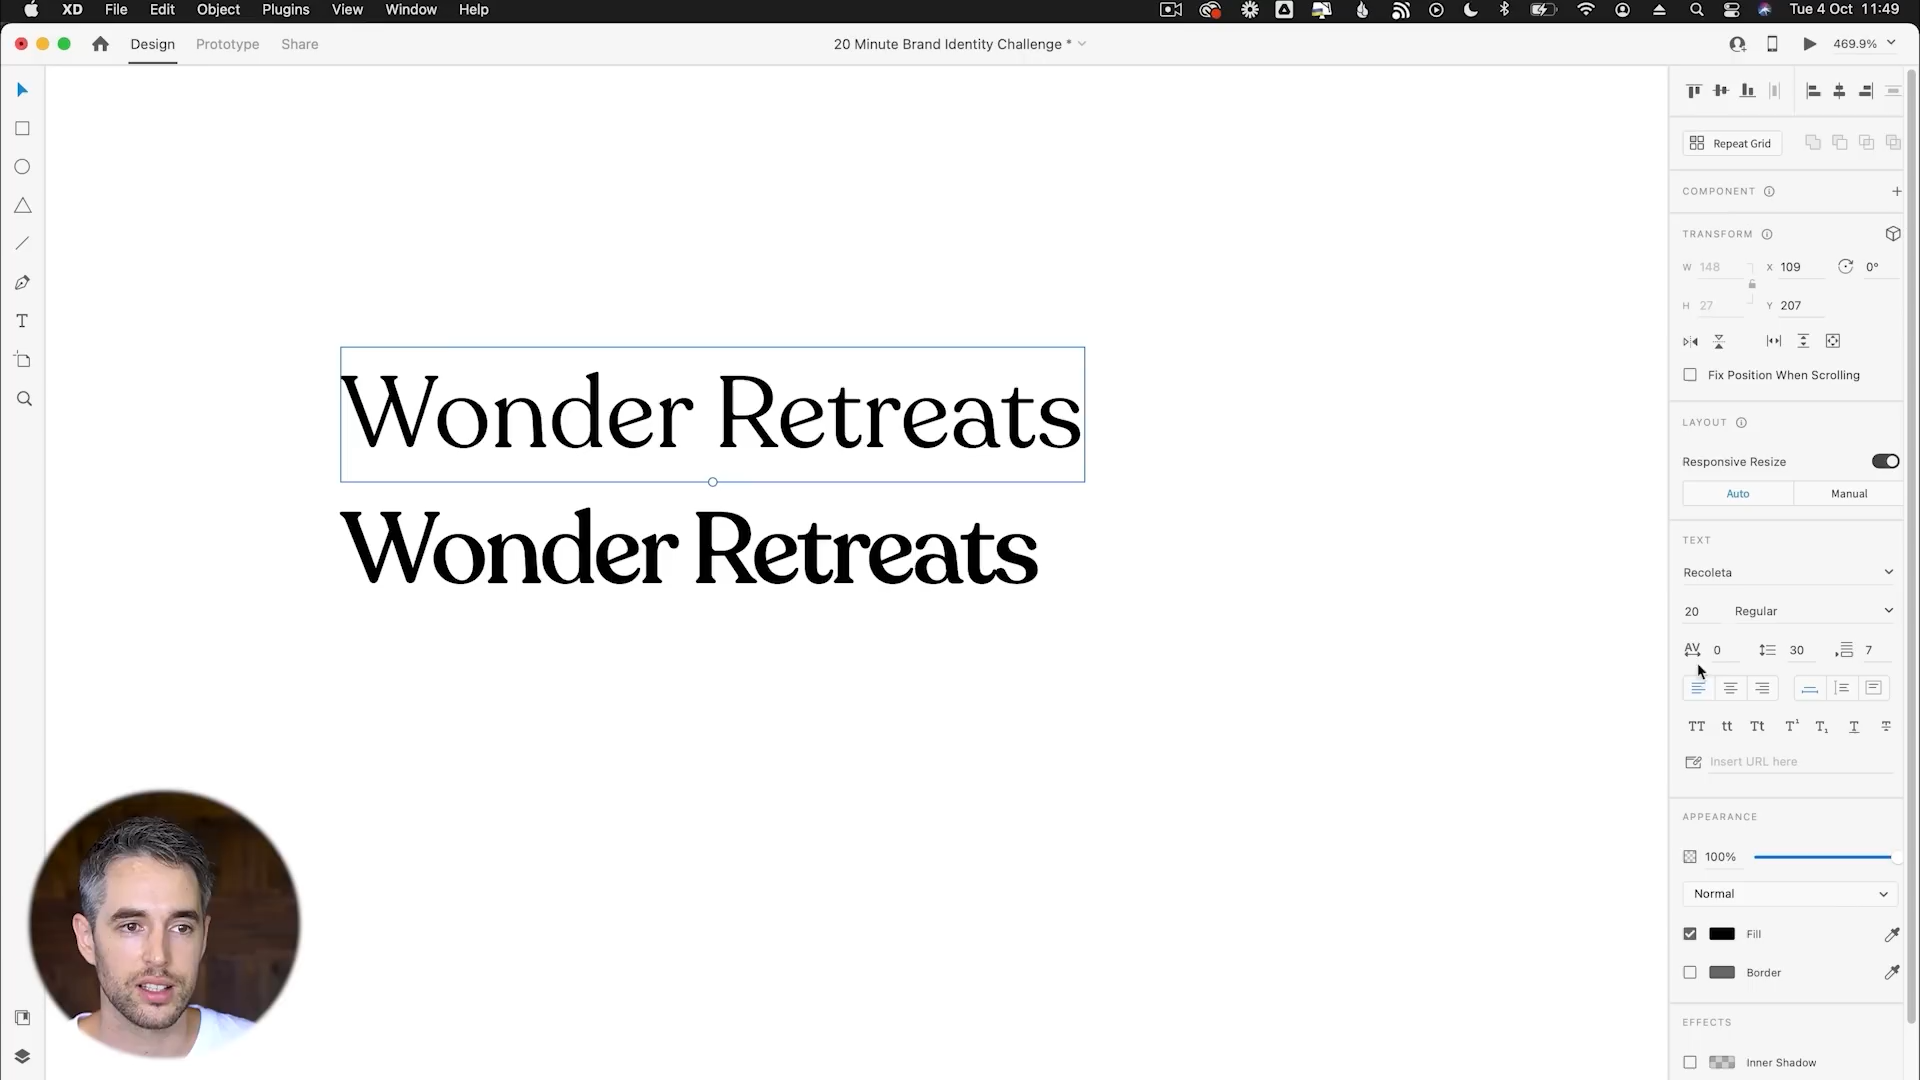 XD File Edit Object Plugins View Window Help Tue 4 Oct 11:49
Design Prototype Share 20 Minute Brand Identity Challenge * 469.9%
Repeat Grid
COMPONENT
TRANSFORM
W 148 X 109 0°
H 27 Y 207
Fix Position When Scrolling
LAYOUT
Responsive Resize
Auto Manual
TEXT
Recoleta
20 Regular
AV 0 30 7
TT tt Tt T¹ T₁ T T
Insert URL here
APPEARANCE
100%
Normal
Fill
Border
EFFECTS
Inner Shadow
Wonder Retreats
Wonder Retreats